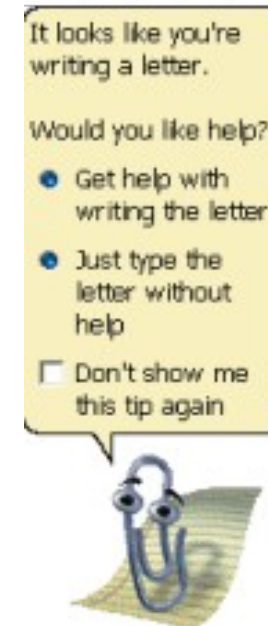 It looks like you're
writing a letter.
Would you like help?
Get help with
writing the letter
Just type the
letter without
help
Don't show me
this tip again